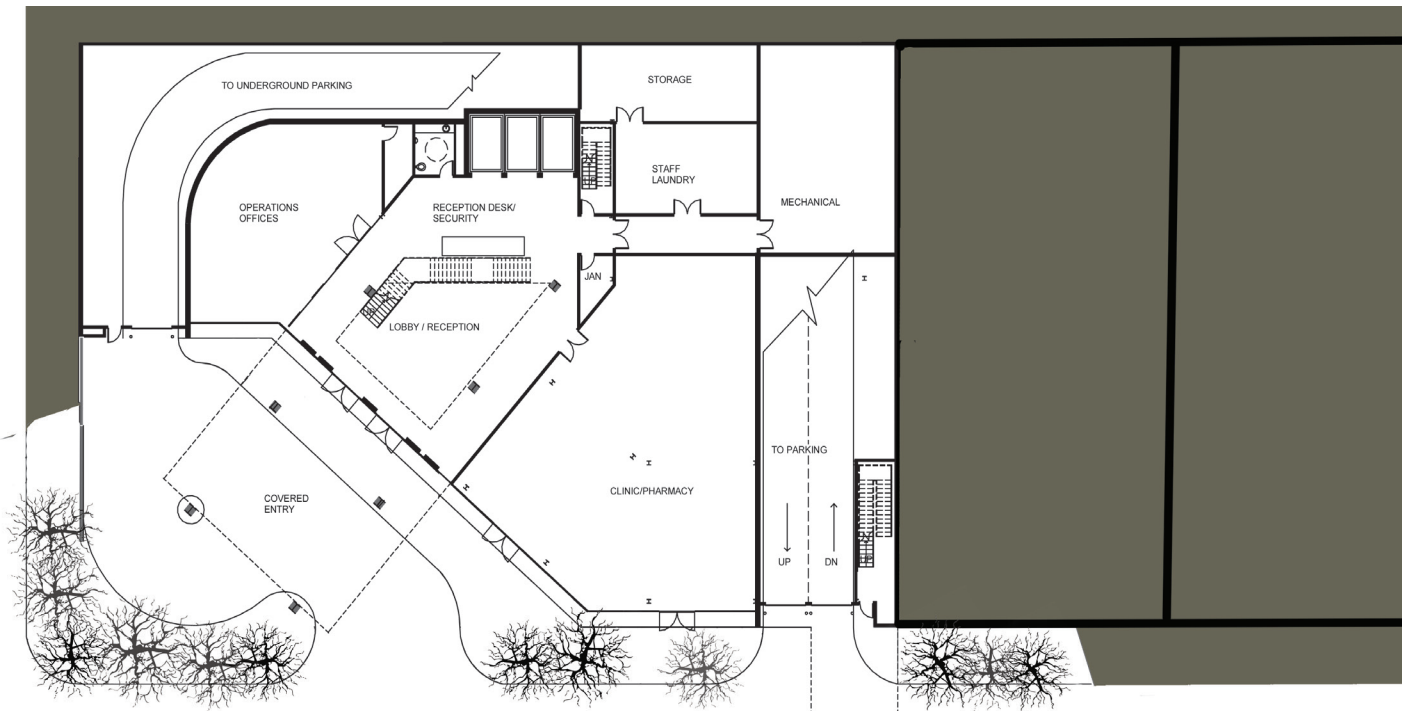 STORAGE
TO UNDERGROUND PARKING
STAFF
LAUNDRY
MECHANICAL
OPERATIONS
OFFICES
RECEPTION DESK/
SECURITY
JAN
LOBBY / RECEPTION
TO PARKING
CLINIC/PHARMACY
COVERED
ENTRY
UP
DN